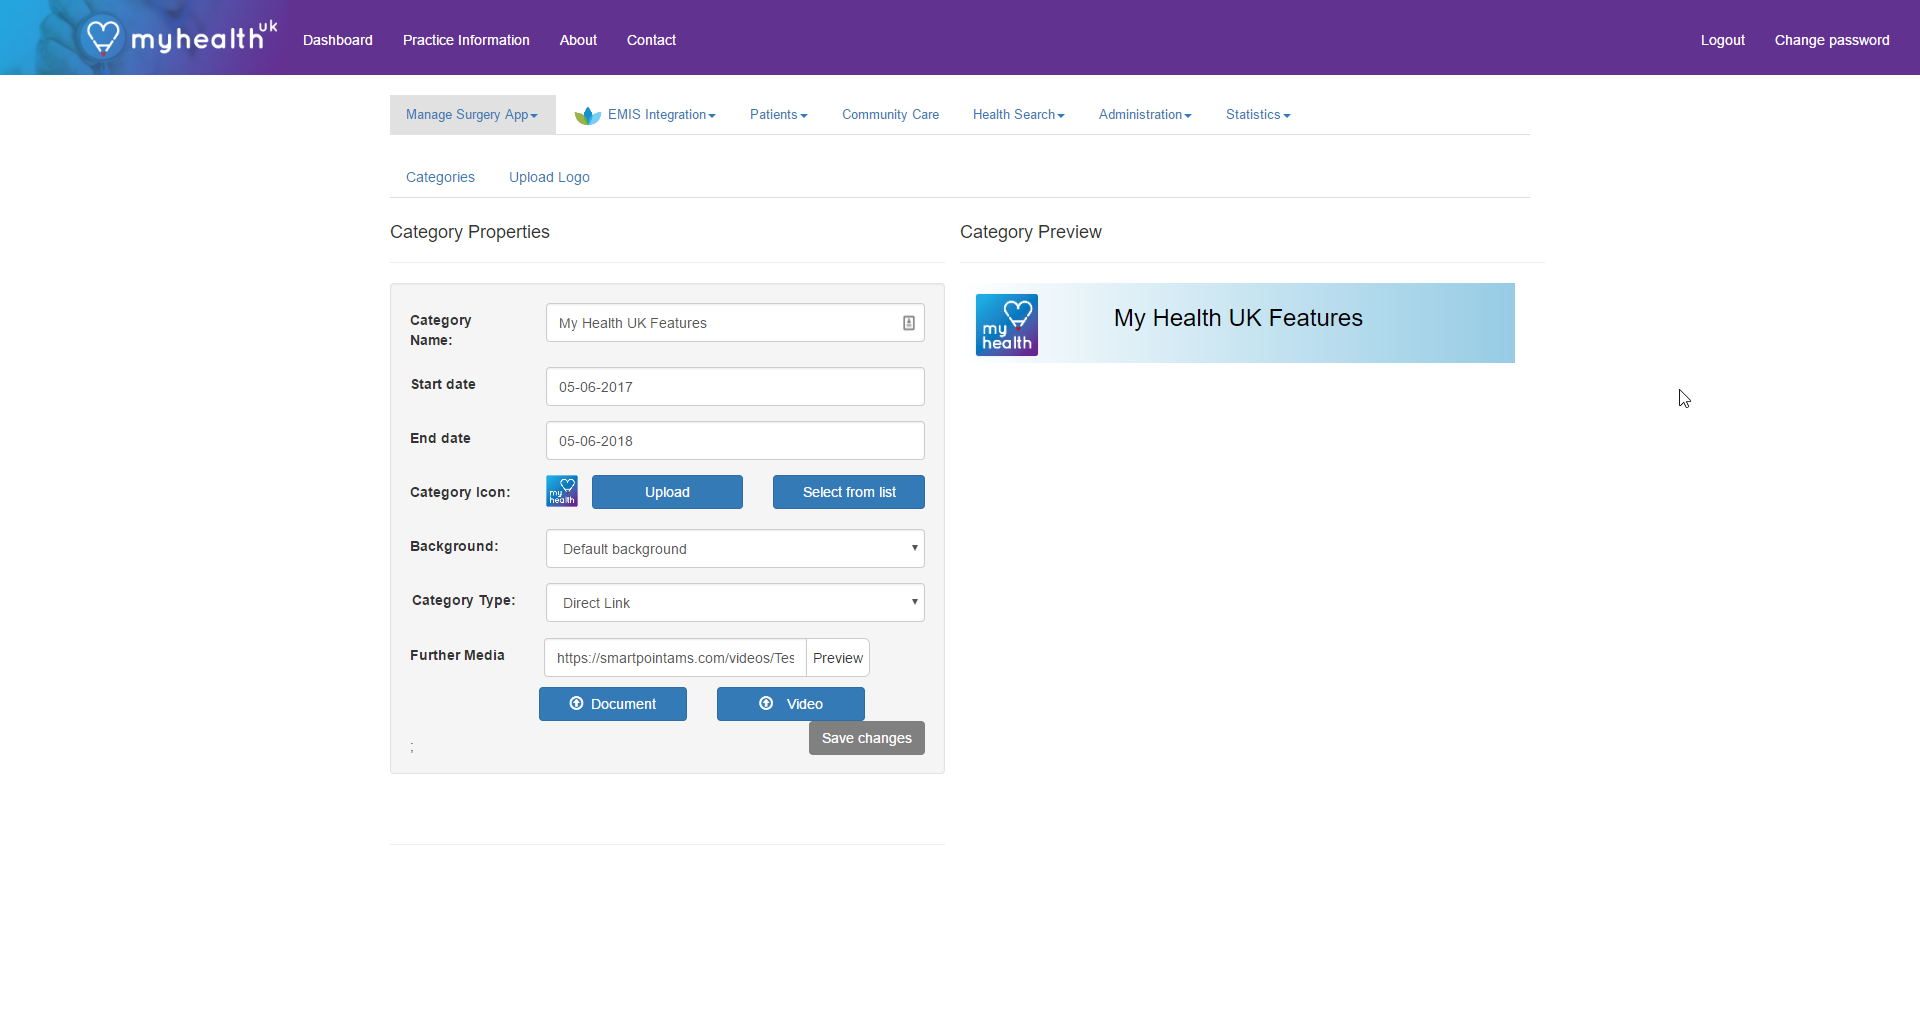 myhealth uk Dashboard Practice Information About Contact Logout Change password
Manage Surgery App EMIS Integration Patients Community Care Health Search Administration Statistics
Categories Upload Logo
Category Properties
Category Name:
My Health UK Features
Start date
05-06-2017
End date
05-06-2018
Category Icon:
my health
Upload
Select from list
Background:
Default background
Category Type:
Direct Link
Further Media
https://smartpointams.com/videos/Tes
Preview
Document
Video
;
Save changes
Category Preview
my health
My Health UK Features